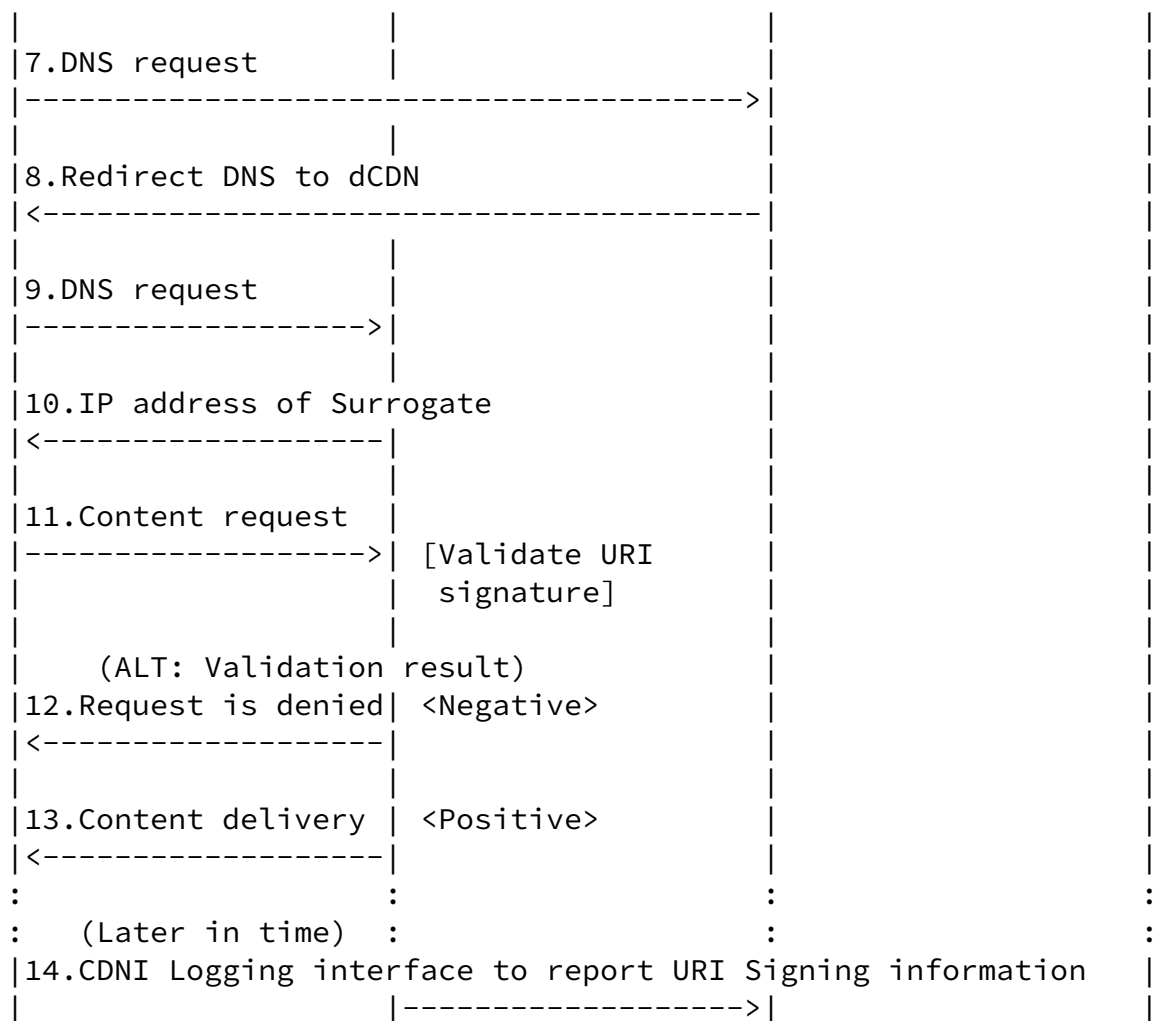 7.DNS request
8.Redirect DNS to dCDN
9.DNS request
10.IP address of Surrogate
11.Content request
[Validate URI
signature]
(ALT: Validation result)
12.Request is denied <Negative>
13.Content delivery <Positive>
(Later in time)
14.CDNI Logging interface to report URI Signing information